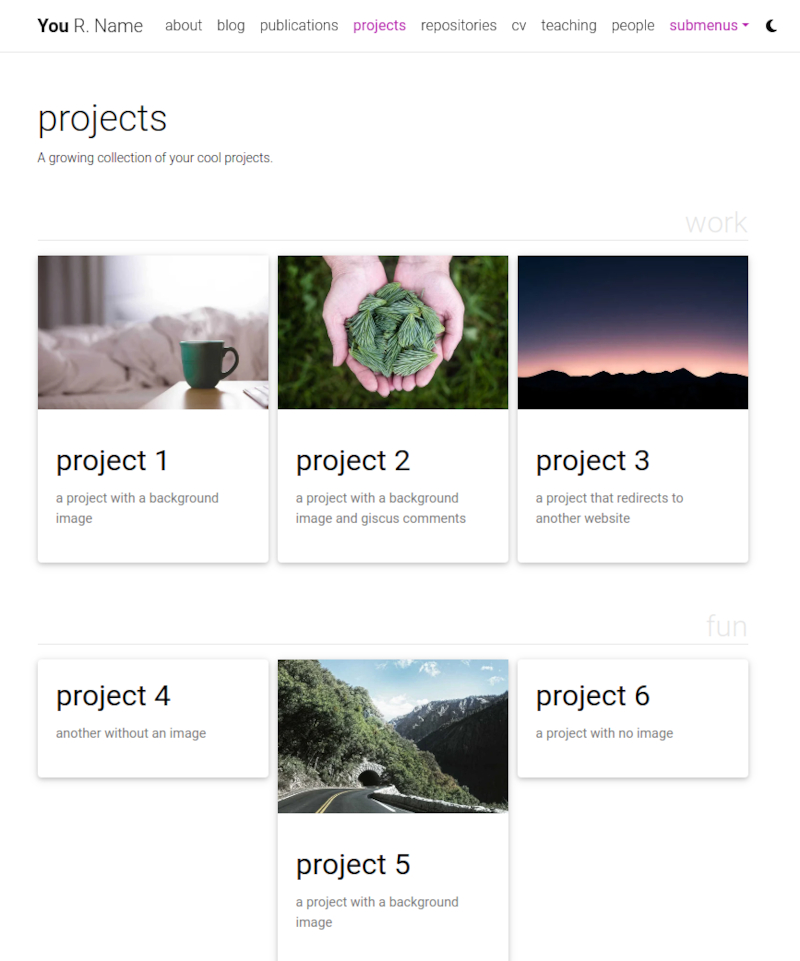 You R. Name about blog publications projects repositories cv teaching people submenus
projects
A growing collection of your cool projects.
work
project 1
a project with a background
image
project 2
a project with a background
image and giscus comments
project 3
a project that redirects to
another website
fun
project 4
another without an image
project 5
a project with a background
image
project 6
a project with no image